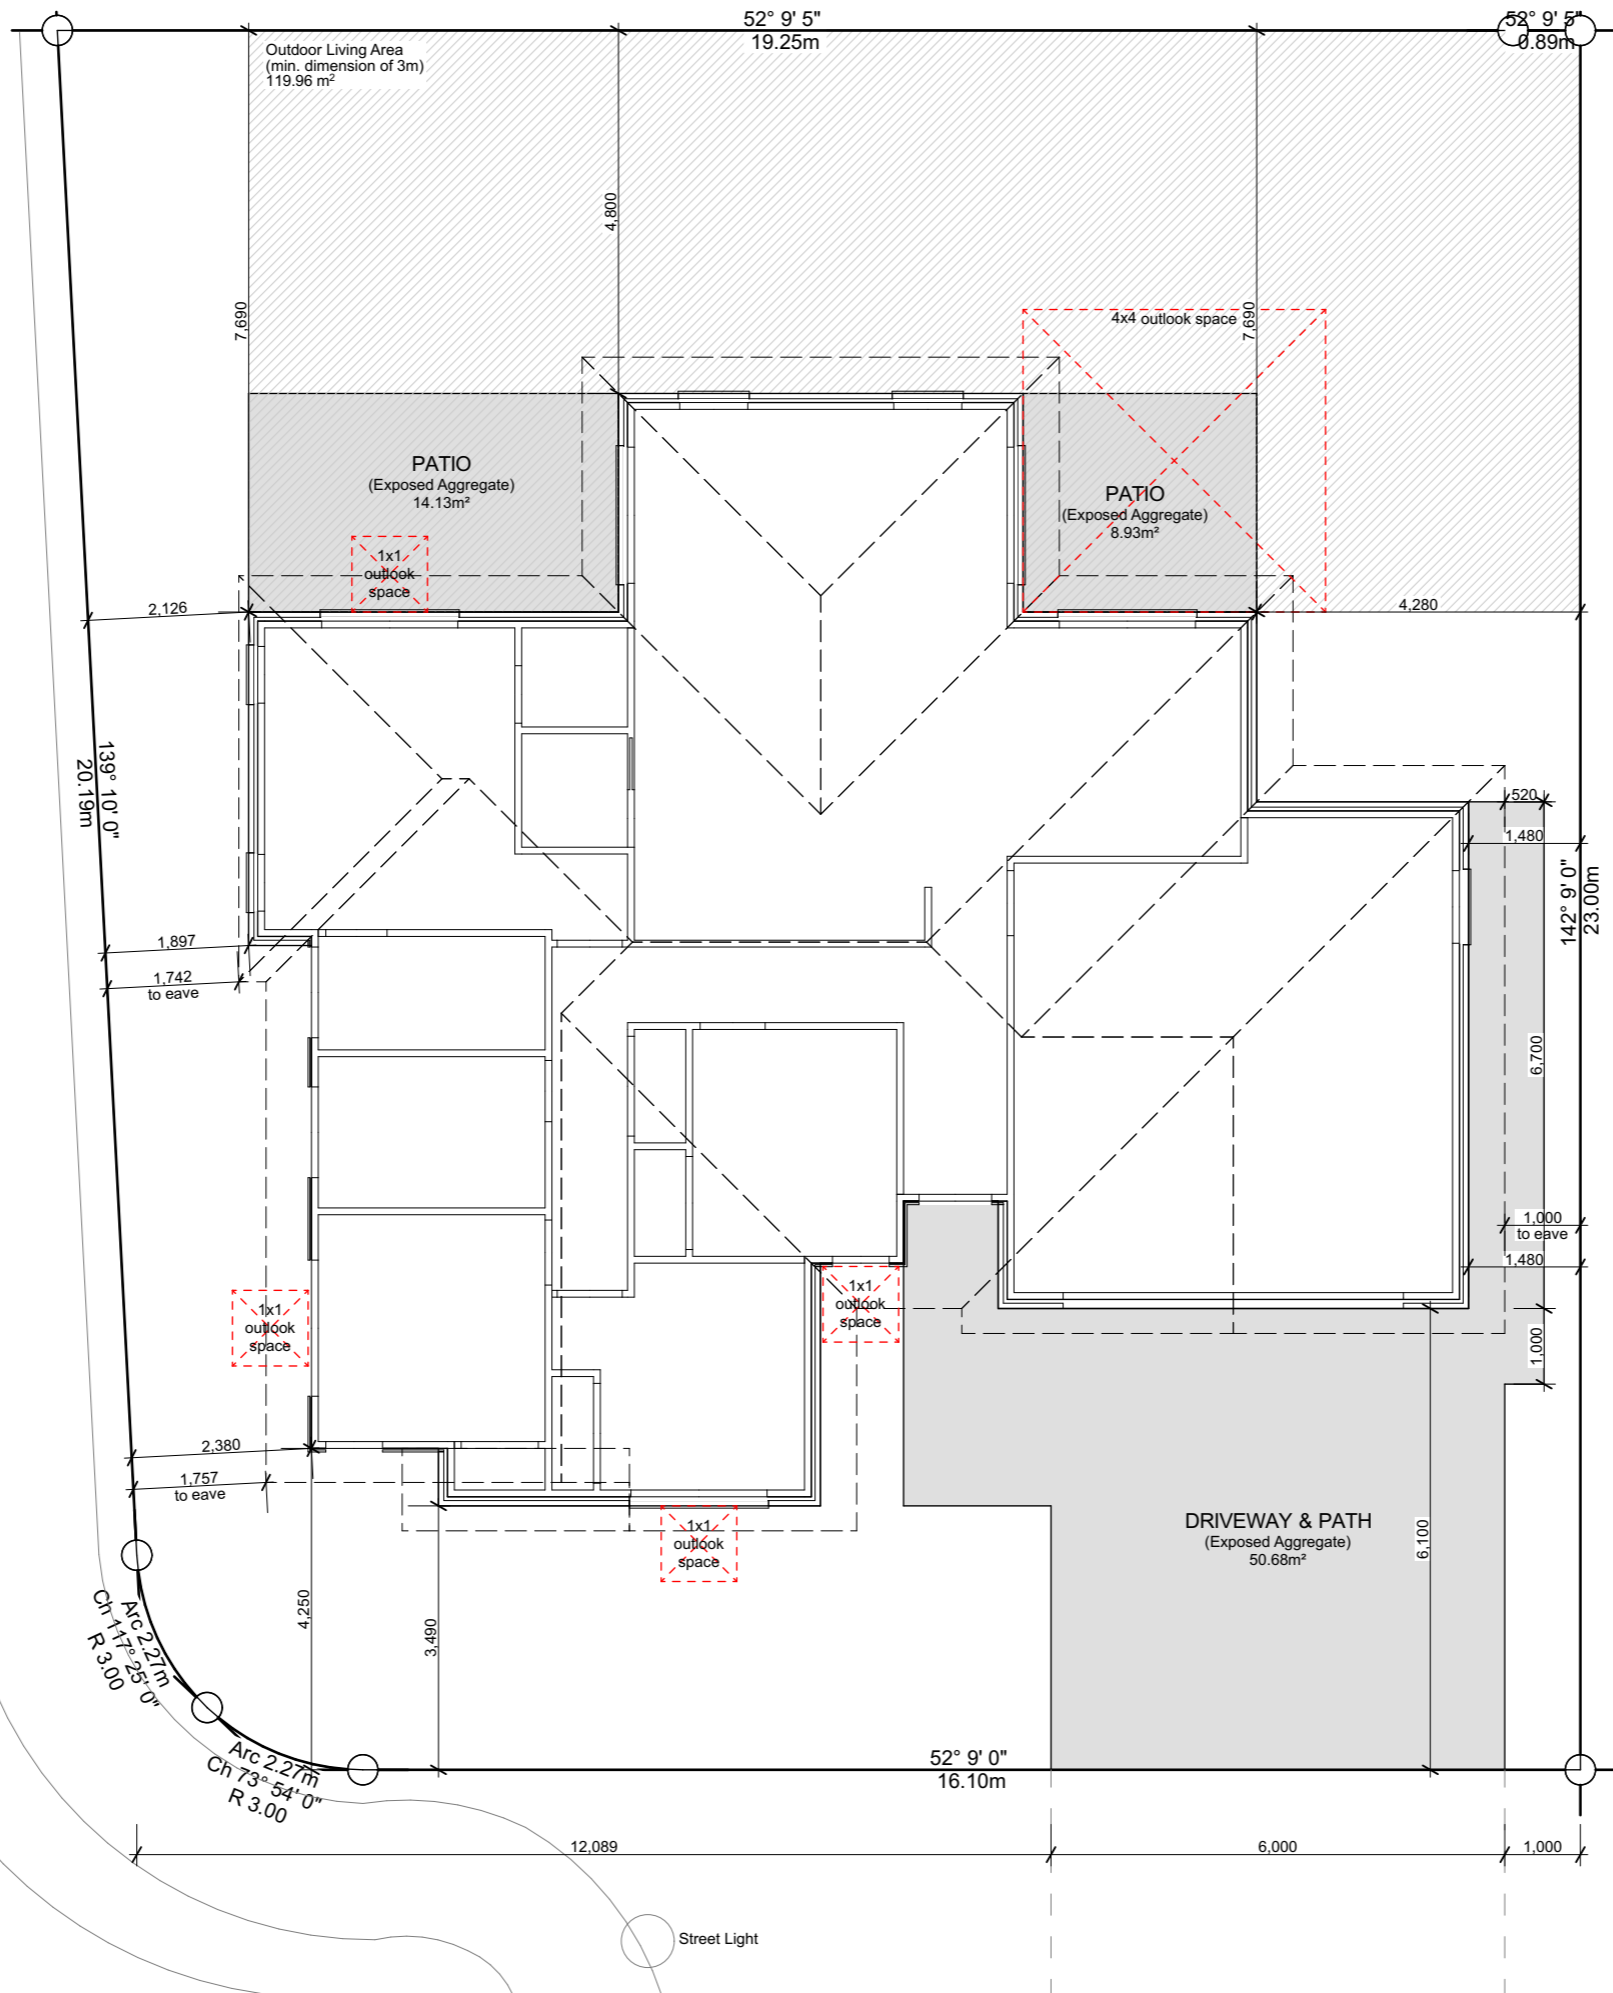 52° 9' 5"
19.25m
52° 9' 5"
0.89m
Outdoor Living Area
(min. dimension of 3m)
119.96 m²
4,800
7,690
7,690
4x4 outlook space
PATIO
(Exposed Aggregate)
14.13m²
PATIO
(Exposed Aggregate)
8.93m²
1x1
outlook
space
2,126
4,280
139° 10' 0"
20.19m
520
1,480
142° 9' 0"
23.00m
1,897
1,742
to eave
6,700
1,000
to eave
1,480
1x1
outlook
space
1x1
outlook
space
1,000
2,380
1,757
to eave
1x1
outlook
space
DRIVEWAY & PATH
(Exposed Aggregate)
50.68m²
6,100
4,250
3,490
Arc 2.27m
Ch 117° 25' 0"
R 3.00
Arc 2.27m
Ch 73° 54' 0"
R 3.00
52° 9' 0"
16.10m
12,089
6,000
1,000
Street Light